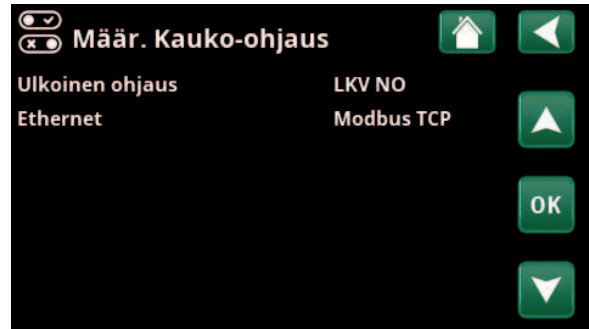 Määr. Kauko-ohjaus
Ulkoinen ohjaus LKV NO
Ethernet Modbus TCP
OK